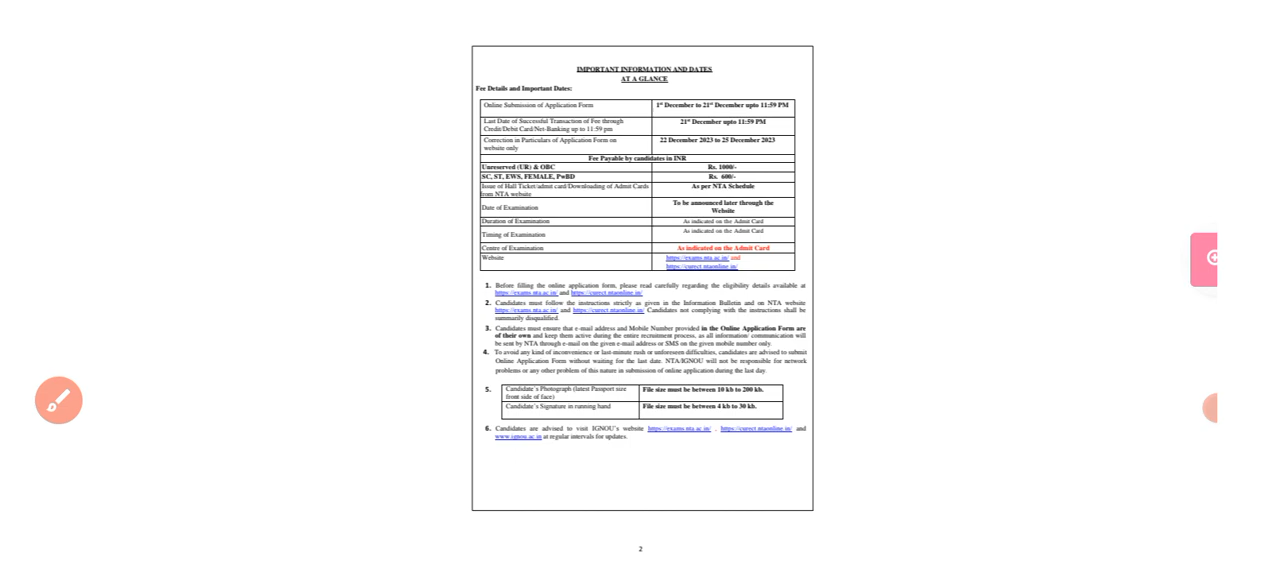 IMPORTANT INFORMATION AND DATES
AT A GLANCE
Fee Details and Important Dates:
Online Submission of Application Form 1st December to 21st December upto 11:59 PM
Last Date of Successful Transaction of Fee through
Credit/Debit Card/Net-Banking up to 11:59 pm
21st December upto 11:59 PM
Correction in Particulars of Application Form on
website only
22 December 2023 to 25 December 2023
Fee Payable by candidates in INR
Unreserved (UR) & OBC Rs. 1000/-
SC, ST, EWS, FEMALE, PwBD Rs. 600/-
Issue of Hall Ticket/admit card/Downloading of Admit Cards
from NTA website
As per NTA Schedule
Date of Examination
To be announced later through the
Website
Duration of Examination As indicated on the Admit Card
Timing of Examination As indicated on the Admit Card
Centre of Examination As indicated on the Admit Card
Website https://exams.nta.ac.in/ and
https://curect.ntaonline.in/
1. Before filling the online application form, please read carefully regarding the eligibility details available at
https://exams.nta.ac.in/ and https://curect.ntaonline.in/
2. Candidates must follow the instructions strictly as given in the Information Bulletin and on NTA website
https://exams.nta.ac.in/ and https://curect.ntaonline.in/ Candidates not complying with the instructions shall be
summarily disqualified.
3. Candidates must ensure that e-mail address and Mobile Number provided in the Online Application Form are
of their own and keep them active during the entire recruitment process, as all information/ communication will
be sent by NTA through e-mail on the given e-mail address or SMS on the given mobile number only.
4. To avoid any kind of inconvenience or last-minute rush or unforeseen difficulties, candidates are advised to submit
Online Application Form without waiting for the last date. NTA/IGNOU will not be responsible for network
problems or any other problem of this nature in submission of online application during the last day.
5. Candidate's Photograph (latest Passport size
front side of face)
File size must be between 10 kb to 200 kb.
Candidate's Signature in running hand File size must be between 4 kb to 30 kb.
6. Candidates are advised to visit IGNOU's website https://exams.nta.ac.in/ , https://curect.ntaonline.in/ and
www.ignou.ac.in at regular intervals for updates.
2